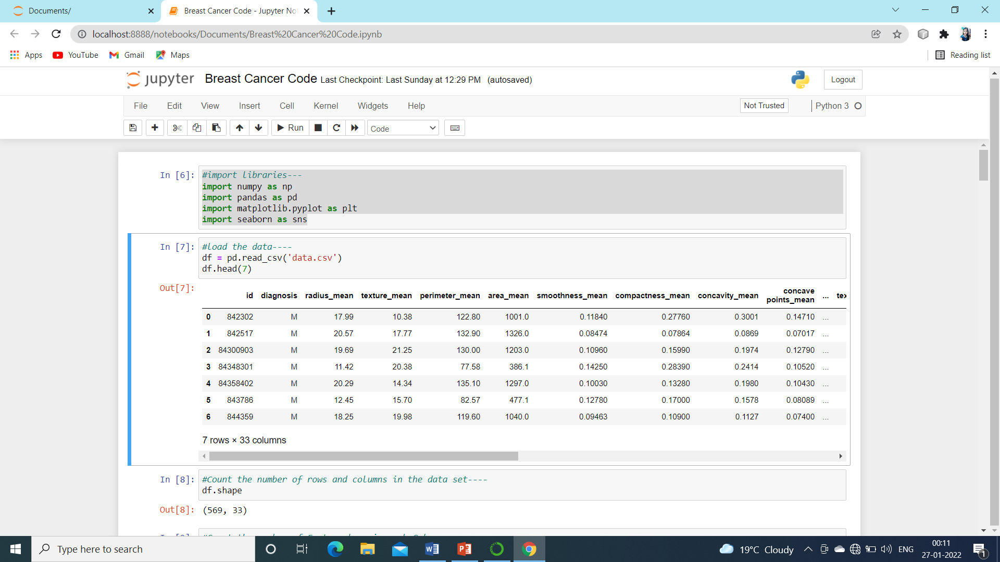 Documents/
Breast Cancer Code - Jupyter No
localhost:8888/notebooks/Documents/Breast%20Cancer%20Code.ipynb
Apps YouTube Gmail Maps Reading list
jupyter Breast Cancer Code Last Checkpoint: Last Sunday at 12:29 PM (autosaved) Logout
File Edit View Insert Cell Kernel Widgets Help Not Trusted Python 3
Run Code
In [6]: #import libraries---
import numpy as np
import pandas as pd
import matplotlib.pyplot as plt
import seaborn as sns
In [7]: #load the data----
df = pd.read_csv('data.csv')
df.head(7)
Out[7]:
id diagnosis radius_mean texture_mean perimeter_mean area_mean smoothness_mean compactness_mean concavity_mean concave points_mean ... tex
0 842302 M 17.99 10.38 122.80 1001.0 0.11840 0.27760 0.3001 0.14710 ...
1 842517 M 20.57 17.77 132.90 1326.0 0.08474 0.07864 0.0869 0.07017 ...
2 84300903 M 19.69 21.25 130.00 1203.0 0.10960 0.15990 0.1974 0.12790 ...
3 84348301 M 11.42 20.38 77.58 386.1 0.14250 0.28390 0.2414 0.10520 ...
4 84358402 M 20.29 14.34 135.10 1297.0 0.10030 0.13280 0.1980 0.10430 ...
5 843786 M 12.45 15.70 82.57 477.1 0.12780 0.17000 0.1578 0.08089 ...
6 844359 M 18.25 19.98 119.60 1040.0 0.09463 0.10900 0.1127 0.07400 ...
7 rows × 33 columns
In [8]: #Count the number of rows and columns in the data set----
df.shape
Out[8]: (569, 33)
Type here to search
19°C Cloudy ENG
00:11
27-01-2022
1